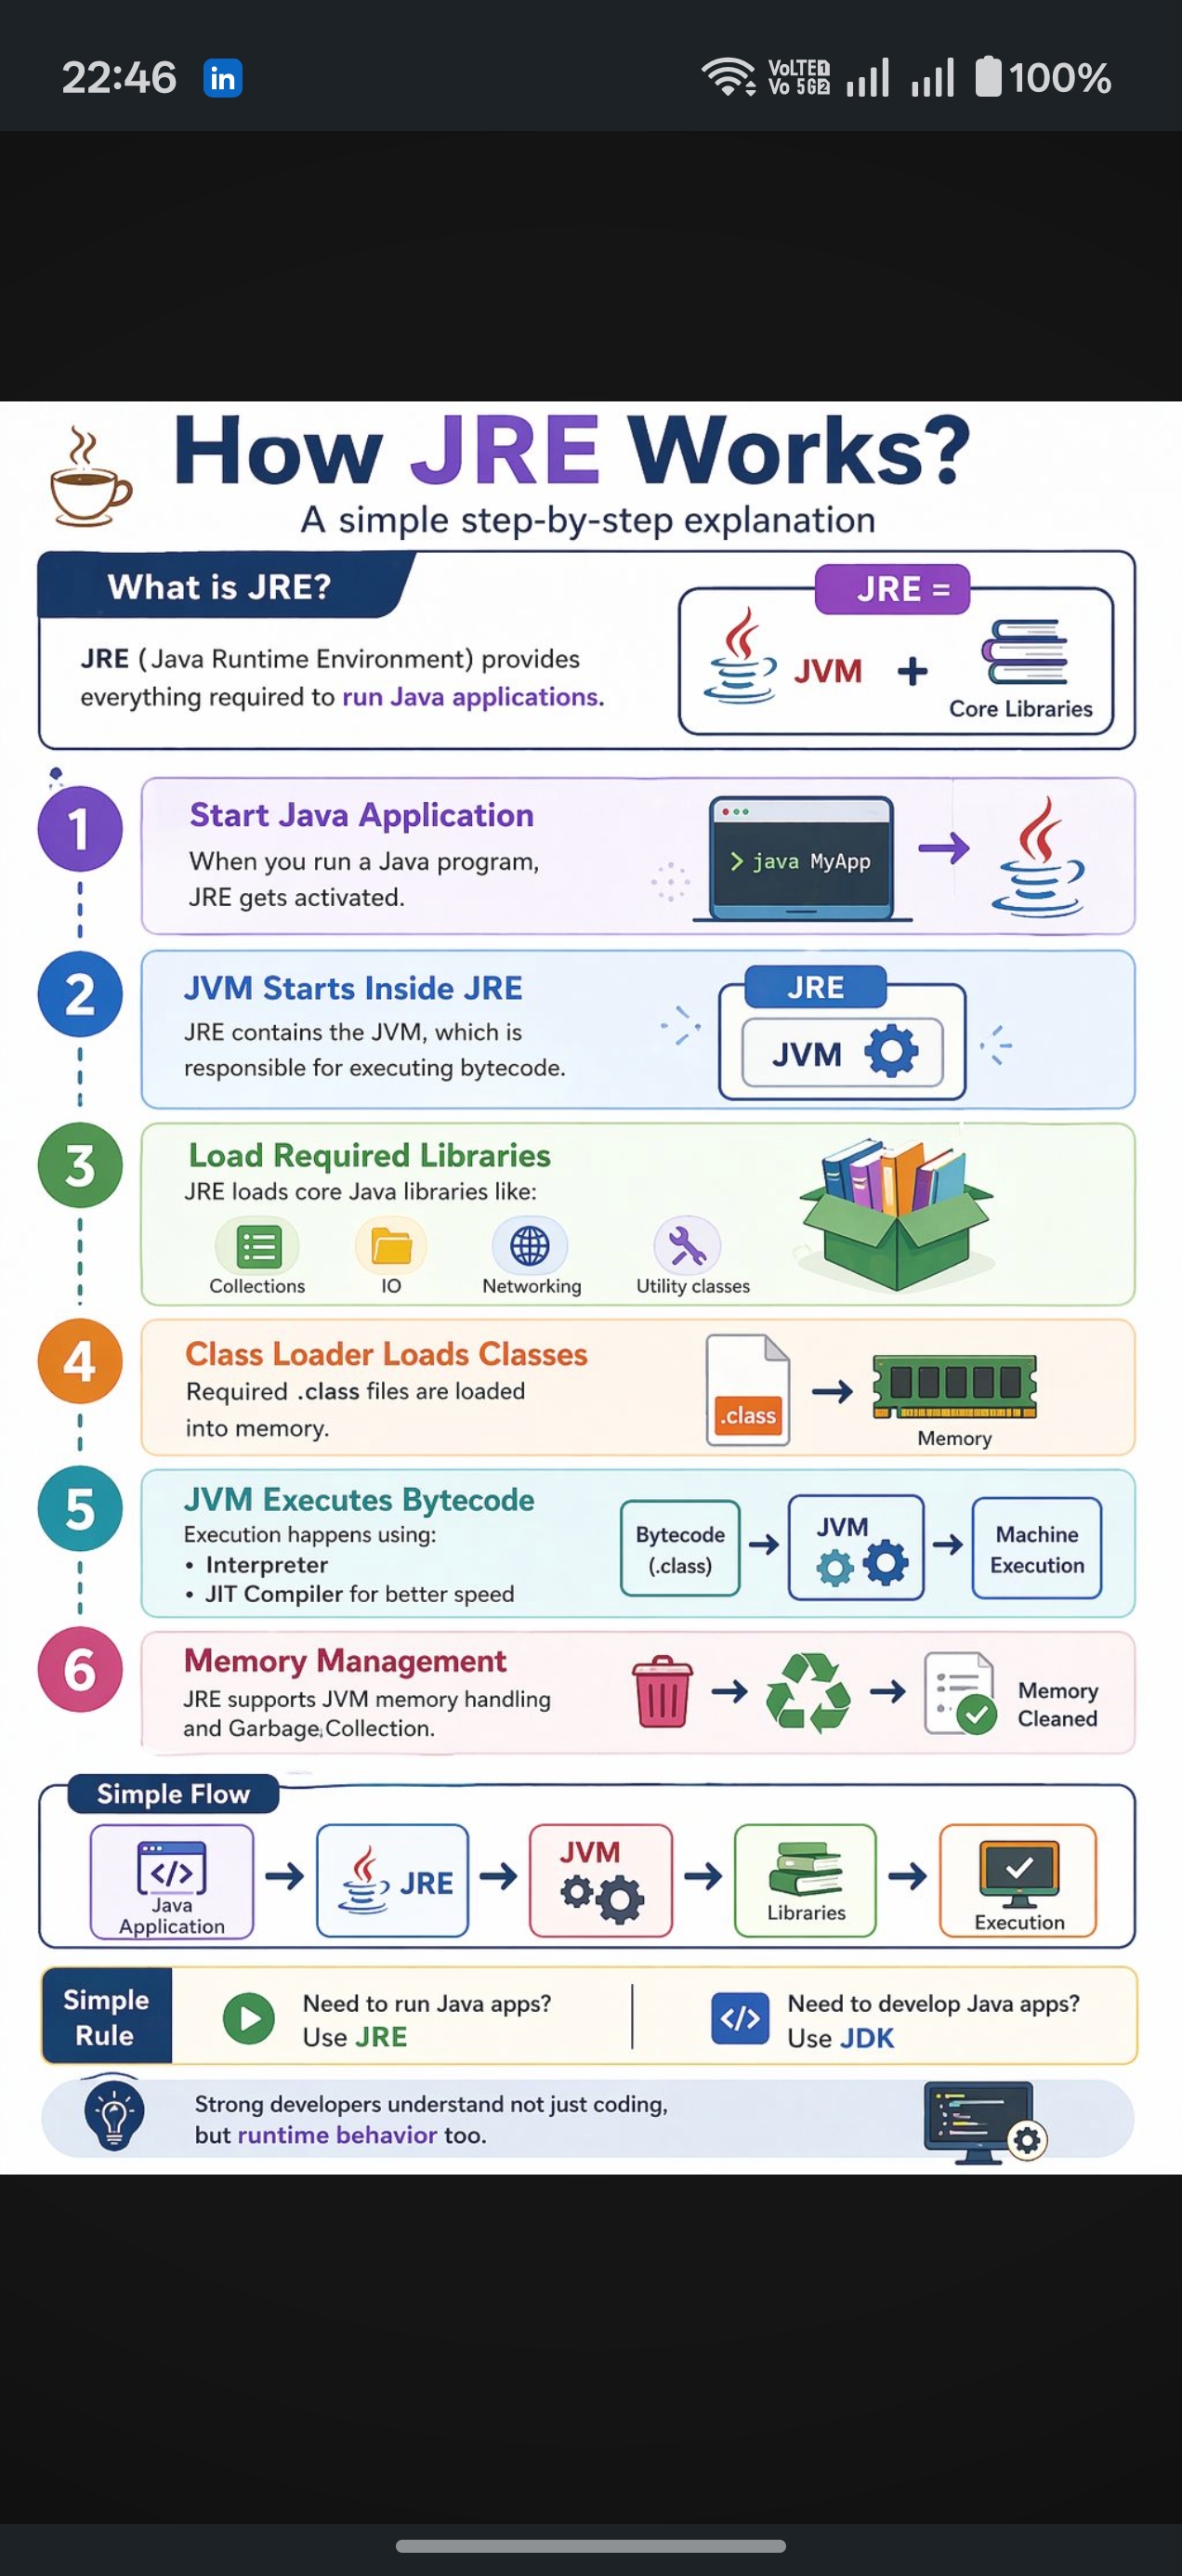 22:46
in
VoLTE1
Vo 5G2
100%
How JRE Works?
A simple step-by-step explanation
What is JRE?
JRE (Java Runtime Environment) provides
everything required to run Java applications.
JRE =
JVM + Core Libraries
1
Start Java Application
When you run a Java program,
JRE gets activated.
> java MyApp
2
JVM Starts Inside JRE
JRE contains the JVM, which is
responsible for executing bytecode.
JRE
JVM
3
Load Required Libraries
JRE loads core Java libraries like:
Collections
IO
Networking
Utility classes
4
Class Loader Loads Classes
Required .class files are loaded
into memory.
.class
Memory
5
JVM Executes Bytecode
Execution happens using:
• Interpreter
• JIT Compiler for better speed
Bytecode
(.class)
JVM
Machine
Execution
6
Memory Management
JRE supports JVM memory handling
and Garbage Collection.
Memory
Cleaned
Simple Flow
</>
Java
Application
JRE
JVM
Libraries
Execution
Simple
Rule
Need to run Java apps?
Use JRE
</>
Need to develop Java apps?
Use JDK
Strong developers understand not just coding,
but runtime behavior too.